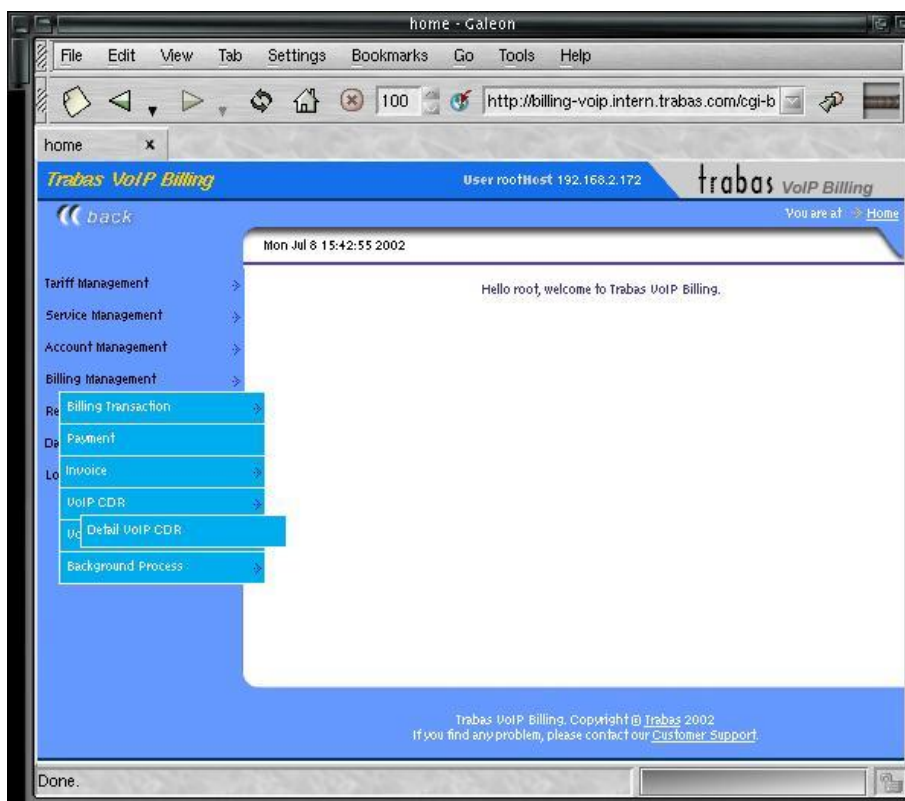 home - Galeon
File Edit View Tab Settings Bookmarks Go Tools Help
100 http://billing-voip.intern.trabas.com/cgi-b
home x
Trabas VoIP Billing User rootHost 192.168.2.172 trabas VoIP Billing
back You are at Home
Mon Jul 8 15:42:55 2002
Hello root, welcome to Trabas VoIP Billing.
Tariff Management
Service Management
Account Management
Billing Management
Re Billing Transaction
Da Payment
Lo Invoice
VoIP CDR
Vo Detail VoIP CDR
Background Process
Trabas VoIP Billing. Copyright © Trabas 2002
If you find any problem, please contact our Customer Support.
Done.